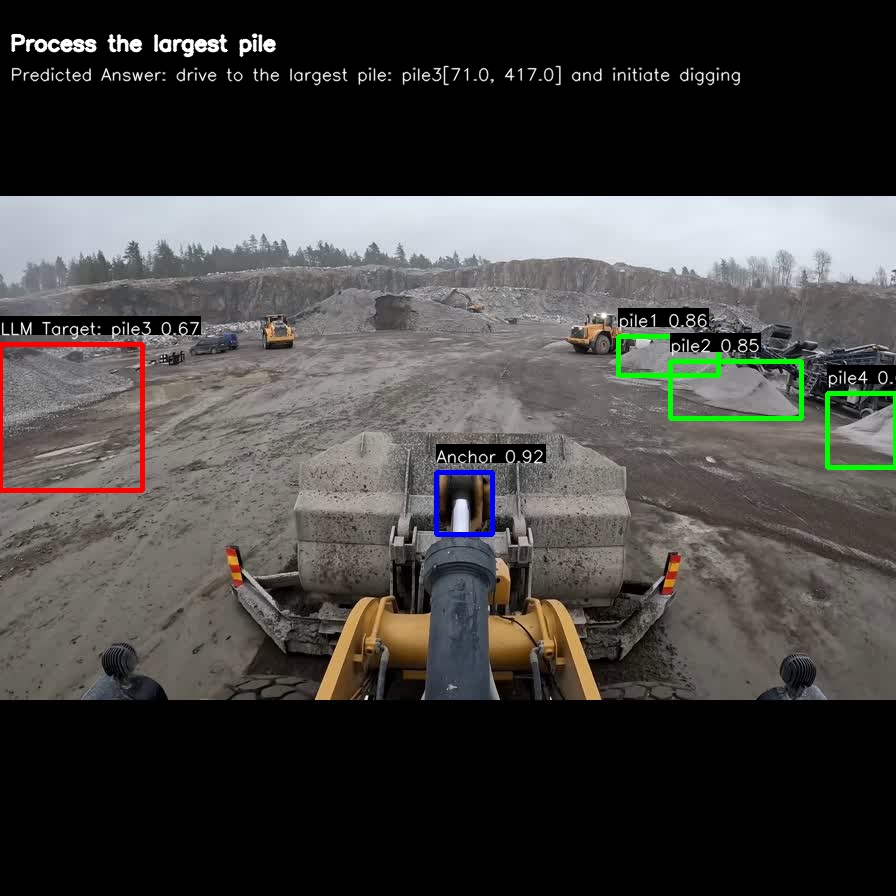 Process the largest pile
Predicted Answer: drive to the largest pile: pile3[71.0, 417.0] and initiate digging
pile1 0.86
LLM Target: pile3 0.67
pile2 0.85
pile4 0.
Anchor 0.92